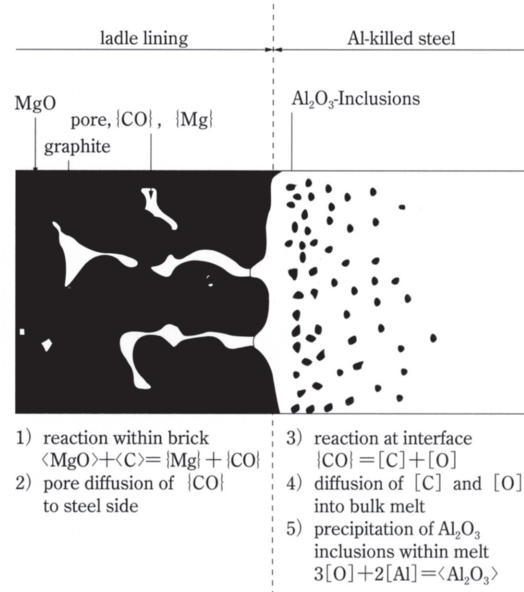 ladle lining
Al-killed steel
MgO
pore, {CO}, {Mg}
graphite
Al₂O₃-Inclusions
1) reaction within brick
⟨MgO⟩+⟨C⟩={Mg}+{CO}
2) pore diffusion of {CO}
to steel side
3) reaction at interface
{CO}=[C]+[O]
4) diffusion of [C] and [O]
into bulk melt
5) precipitation of Al₂O₃
inclusions within melt
3[O]+2[Al]=⟨Al₂O₃⟩